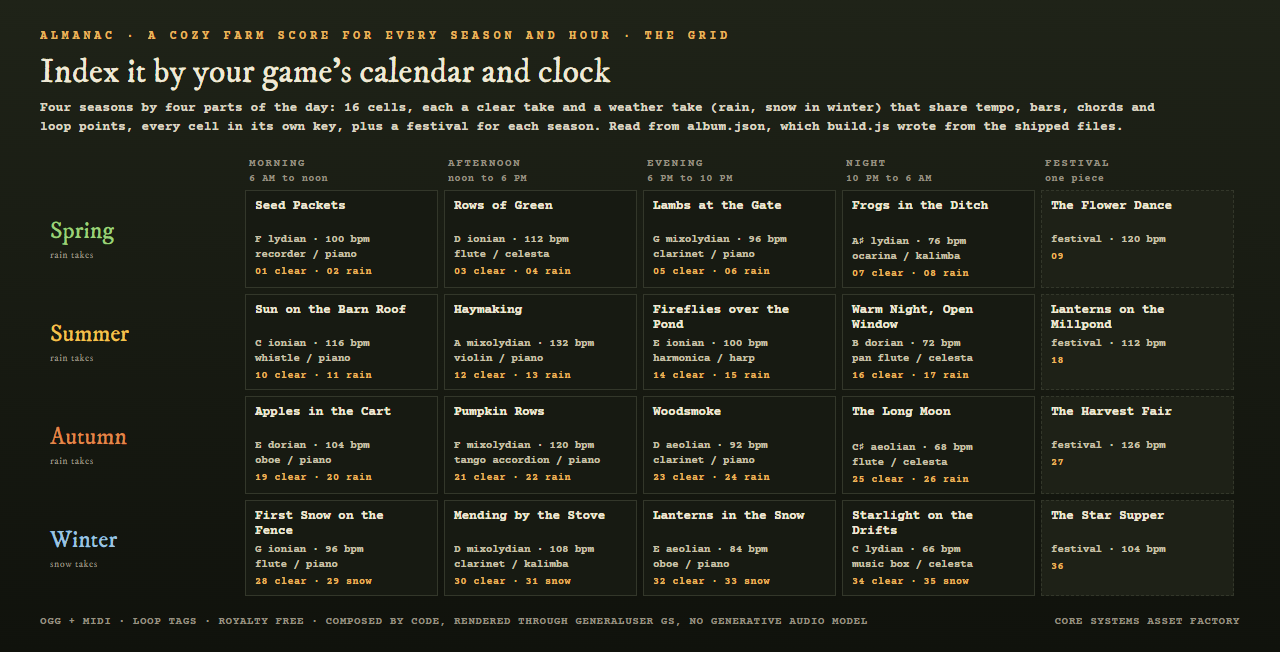 ALMANAC · A COZY FARM SCORE FOR EVERY SEASON AND HOUR · THE GRID
Index it by your game's calendar and clock
Four seasons by four parts of the day: 16 cells, each a clear take and a weather take (rain, snow in winter) that share tempo, bars, chords and
loop points, every cell in its own key, plus a festival for each season. Read from album.json, which build.js wrote from the shipped files.
MORNING
6 AM to noon
AFTERNOON
noon to 6 PM
EVENING
6 PM to 10 PM
NIGHT
10 PM to 6 AM
FESTIVAL
one piece
Spring
rain takes
Seed Packets
F lydian · 100 bpm
recorder / piano
01 clear · 02 rain
Rows of Green
D ionian · 112 bpm
flute / celesta
03 clear · 04 rain
Lambs at the Gate
G mixolydian · 96 bpm
clarinet / piano
05 clear · 06 rain
Frogs in the Ditch
A♯ lydian · 76 bpm
ocarina / kalimba
07 clear · 08 rain
The Flower Dance
festival · 120 bpm
09
Summer
rain takes
Sun on the Barn Roof
C ionian · 116 bpm
whistle / piano
10 clear · 11 rain
Haymaking
A mixolydian · 132 bpm
violin / piano
12 clear · 13 rain
Fireflies over the
Pond
E ionian · 100 bpm
harmonica / harp
14 clear · 15 rain
Warm Night, Open
Window
B dorian · 72 bpm
pan flute / celesta
16 clear · 17 rain
Lanterns on the
Millpond
festival · 112 bpm
18
Autumn
rain takes
Apples in the Cart
E dorian · 104 bpm
oboe / piano
19 clear · 20 rain
Pumpkin Rows
F mixolydian · 120 bpm
tango accordion / piano
21 clear · 22 rain
Woodsmoke
D aeolian · 92 bpm
clarinet / piano
23 clear · 24 rain
The Long Moon
C♯ aeolian · 68 bpm
flute / celesta
25 clear · 26 rain
The Harvest Fair
festival · 126 bpm
27
Winter
snow takes
First Snow on the
Fence
G ionian · 96 bpm
flute / piano
28 clear · 29 snow
Mending by the Stove
D mixolydian · 108 bpm
clarinet / kalimba
30 clear · 31 snow
Lanterns in the Snow
E aeolian · 84 bpm
oboe / piano
32 clear · 33 snow
Starlight on the
Drifts
C lydian · 66 bpm
music box / celesta
34 clear · 35 snow
The Star Supper
festival · 104 bpm
36
OGG + MIDI · LOOP TAGS · ROYALTY FREE · COMPOSED BY CODE, RENDERED THROUGH GENERALUSER GS, NO GENERATIVE AUDIO MODEL
CORE SYSTEMS ASSET FACTORY